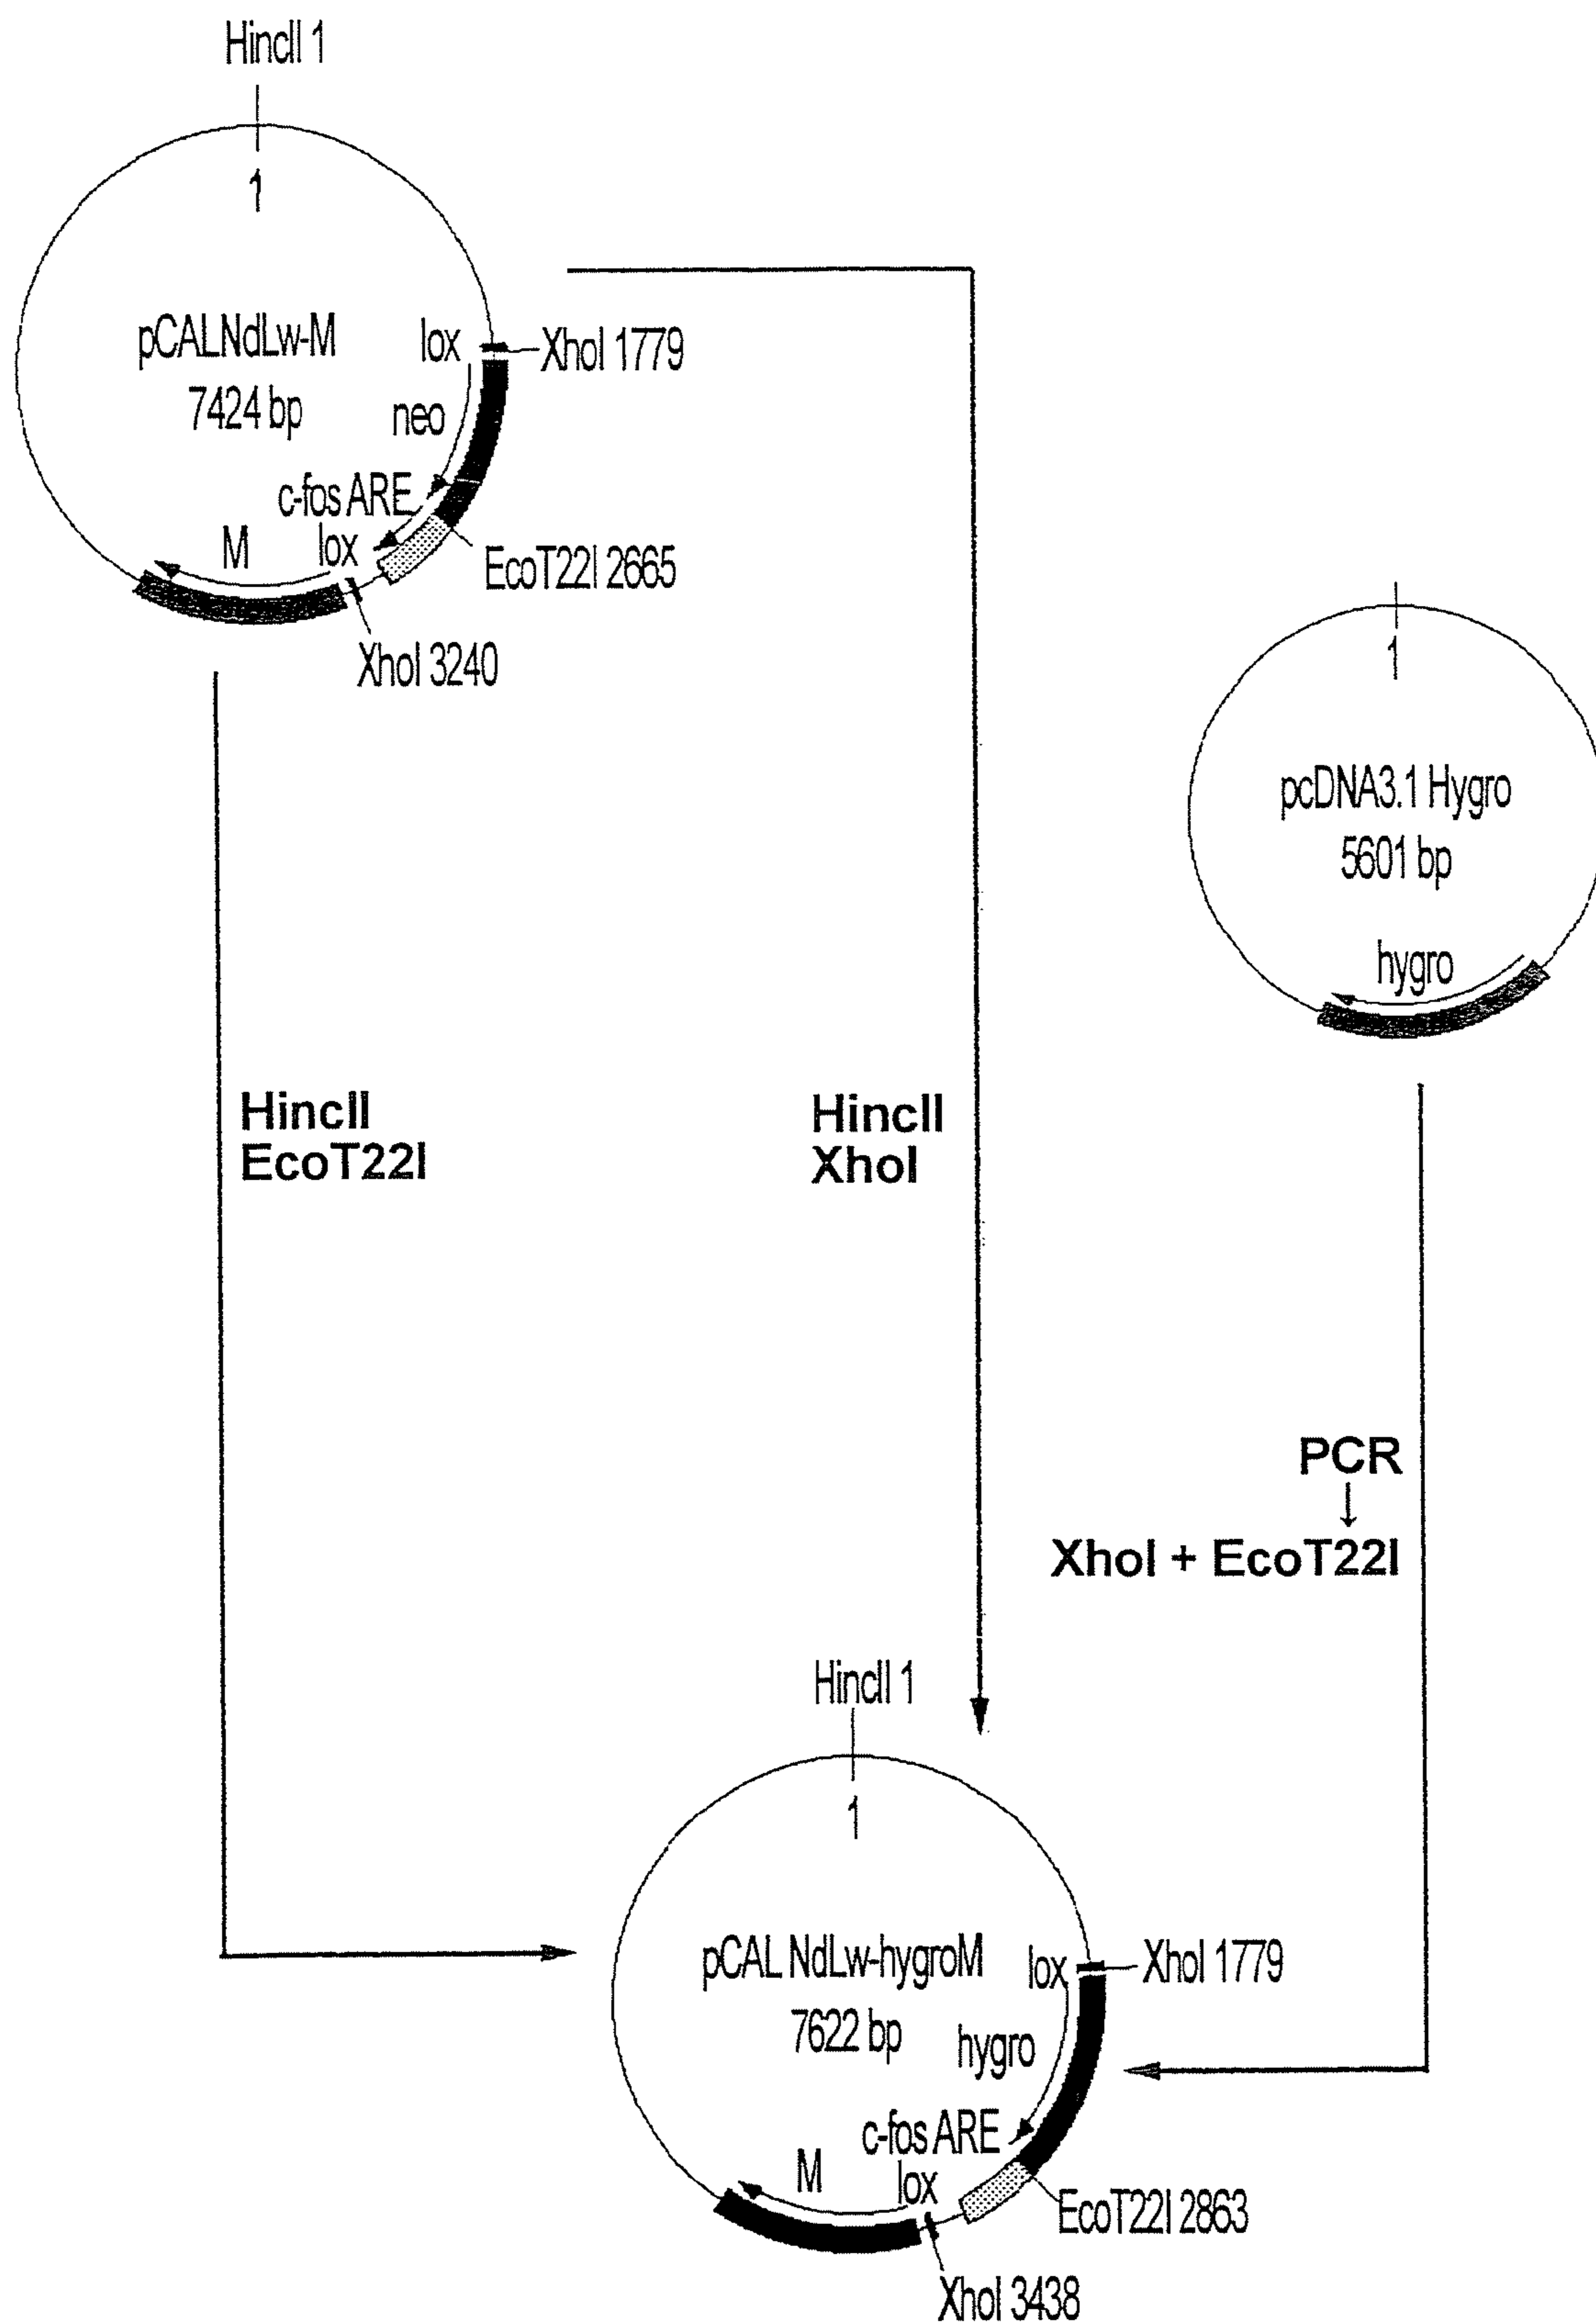 HincII 1
1
pCALNdLw-M
7424 bp
lox
XhoI 1779
neo
c-fos ARE
M
lox
EcoT22I 2665
XhoI 3240
1
pcDNA3.1 Hygro
5601 bp
hygro
HincII
EcoT22I
HincII
XhoI
PCR
XhoI + EcoT22I
HincII 1
1
pCAL NdLw-hygroM
7622 bp
lox
XhoI 1779
hygro
c-fos ARE
M
lox
EcoT22I 2863
XhoI 3438